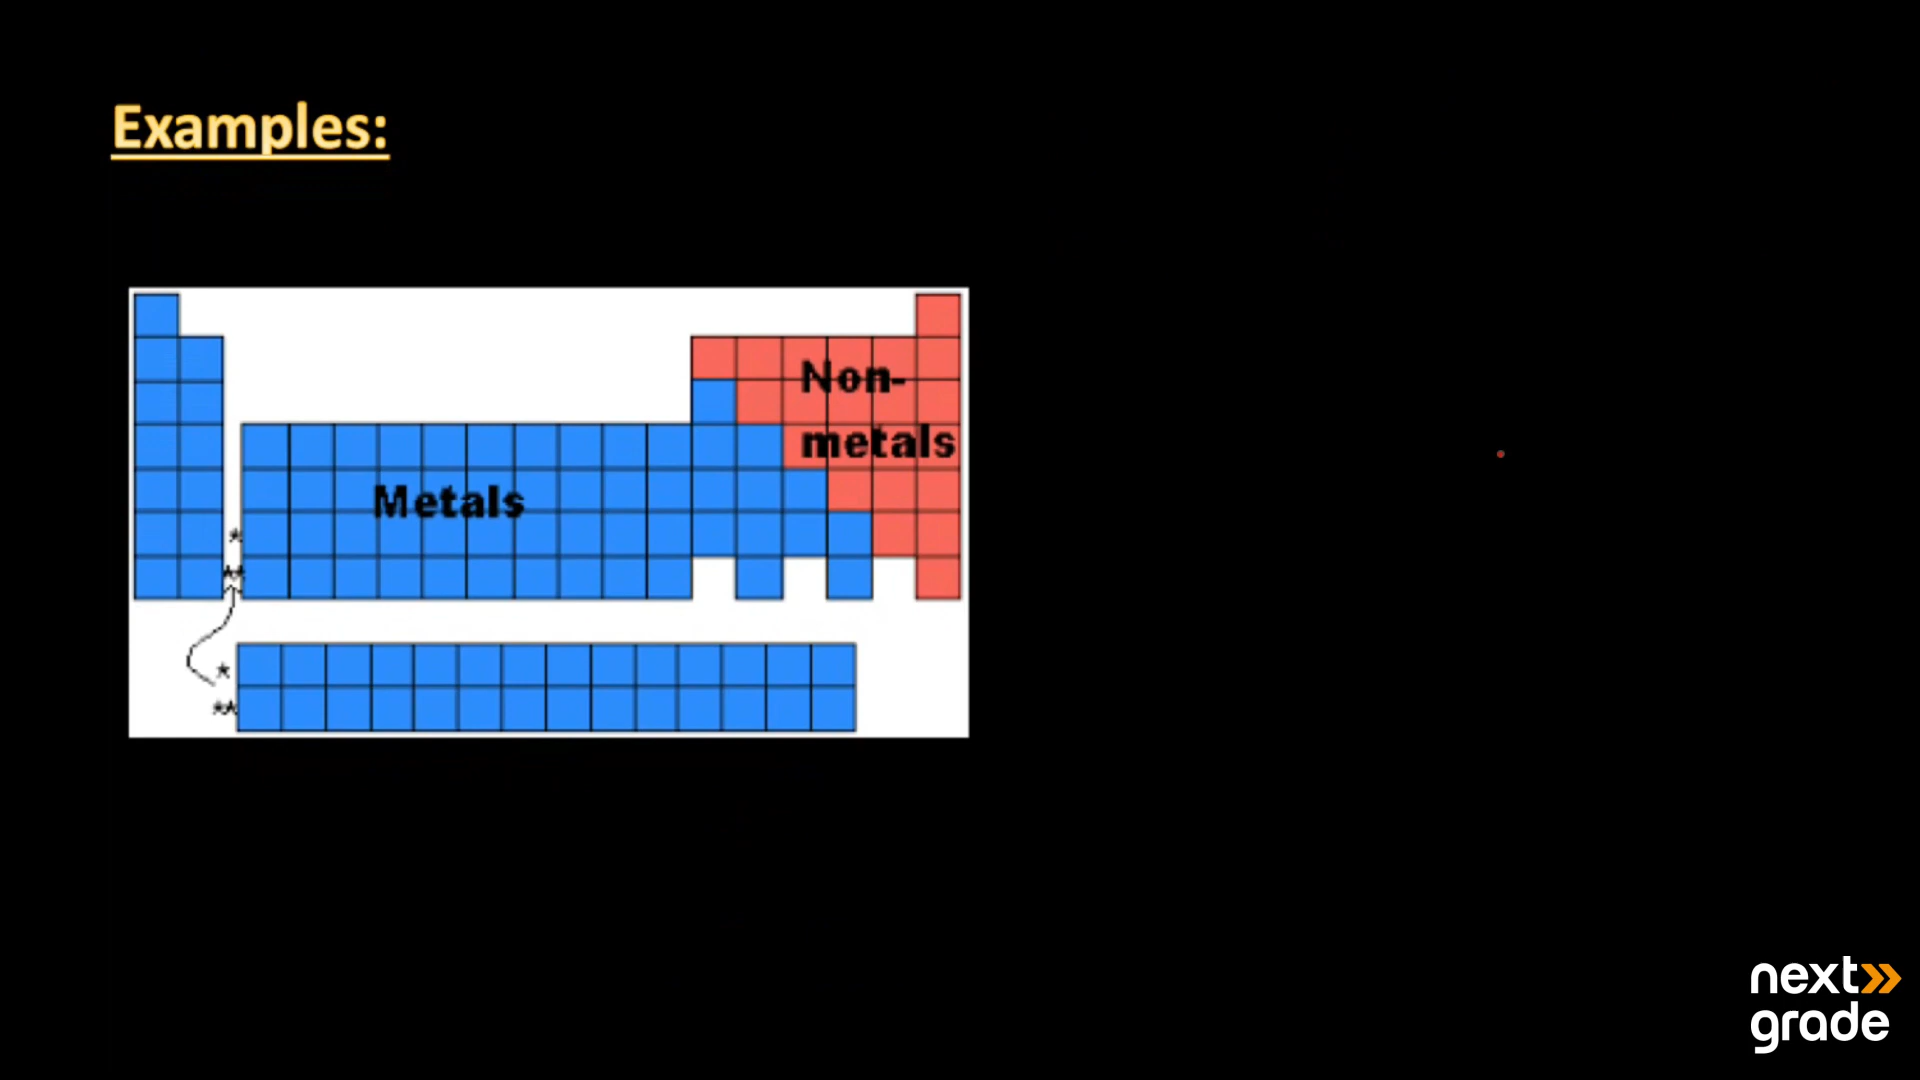 Examples:
Non-
metals
Metals
*
**
*
**
next
grade